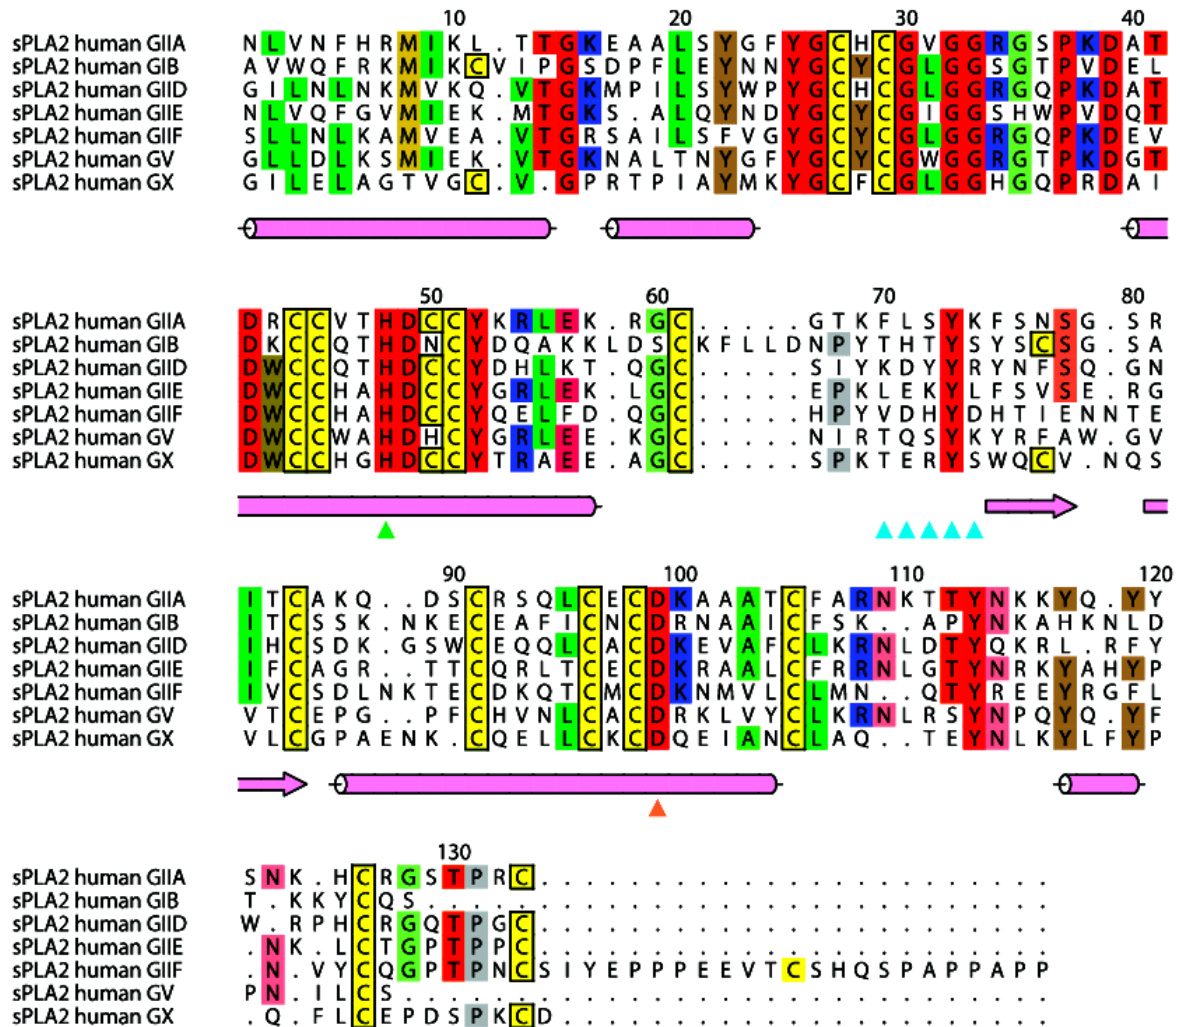 10 20 30 40
sPLA2 human GIIA N L V N F H R M I K L . T T G K E A A L S Y G F Y G C H C G V G G R G S P K D A T
sPLA2 human GIB A V W Q F R K M I K C V I P G S D P F L E Y N N Y G C Y C G L G G S G T P V D E L
sPLA2 human GIID G I L N L N K M V K Q . V T G K M P I L S Y W P Y G C H C G L G G R G Q P K D A T
sPLA2 human GIIE N L V Q F G V M I E K . M T G K S . A L Q Y N D Y G C Y C G I G G S H W P V D Q T
sPLA2 human GIIF S L L N L K A M V E A . V T G R S A I L S F V G Y G C Y C G L G G R G Q P K D E V
sPLA2 human GV G L L D L K S M I E K . V T G K N A L T N Y G F Y G C Y C G W G G R G T P K D G T
sPLA2 human GX G I L E L A G T V G C . V . G P R T P I A Y M K Y G C F C G L G G H G Q P R D A I
50 60 70 80
sPLA2 human GIIA D R C C V T H D C C Y K R L E K . R G C . . . . . G T K F L S Y K F S N S G . S R
sPLA2 human GIB D K C C Q T H D N C Y D Q A K K L D S C K F L L D N P Y T H T Y S Y S C S G . S A
sPLA2 human GIID D W C C Q T H D C C Y D H L K T . Q G C . . . . . S I Y K D Y Y R Y N F S Q . G N
sPLA2 human GIIE D W C C H A H D C C Y G R L E K . L G C . . . . . E P K L E K Y L F S V S E . R G
sPLA2 human GIIF D W C C H A H D C C Y Q E L F D . Q G C . . . . . H P Y V D H Y D H T I E N N T E
sPLA2 human GV D W C C W A H D H C Y G R L E E . K G C . . . . . N I R T Q S Y K Y R F A W . G V
sPLA2 human GX D W C C H G H D C C Y T R A E E . A G C . . . . . S P K T E R Y S W Q C V . N Q S
90 100 110 120
sPLA2 human GIIA I T C A K Q . . D S C R S Q L C E C D K A A A T C F A R N K T T Y N K K Y Q . Y Y
sPLA2 human GIB I T C S S K . N K E C E A F I C N C D R N A A I C F S K . . A P Y N K A H K N L D
sPLA2 human GIID I H C S D K . G S W C E Q Q L C A C D K E V A F C L K R N L D T Y Q K R L . R F Y
sPLA2 human GIIE I F C A G R . . T T C Q R L T C E C D K R A A L C F R R N L G T Y N R K Y A H Y P
sPLA2 human GIIF I V C S D L N K T E C D K Q T C M C D K N M V L C L M N . . Q T Y R E E Y R G F L
sPLA2 human GV V T C E P G . . P F C H V N L C A C D R K L V Y C L K R N L R S Y N P Q Y Q . Y F
sPLA2 human GX V L C G P A E N K . C Q E L L C K C D Q E I A N C L A Q . . T E Y N L K Y L F Y P
130
sPLA2 human GIIA S N K . H C R G S T P R C . . . . . . . . . . . . . . . . . . . . . . .
sPLA2 human GIB T . K K Y C Q S . . . . . . . . . . . . . . . . . . . . . . . . . . . .
sPLA2 human GIID W . R P H C R G Q T P G C . . . . . . . . . . . . . . . . . . . . . . .
sPLA2 human GIIE . N K . L C T G P T P P C . . . . . . . . . . . . . . . . . . . . . . .
sPLA2 human GIIF . N . V Y C Q G P T P N C S I Y E P P P E E V T C S H Q S P A P P A P P
sPLA2 human GV P N . I L C S . . . . . . . . . . . . . . . . . . . . . . . . . . . . .
sPLA2 human GX . Q . F L C E P D S P K C D . . . . . . . . . . . . . . . . . . . . . .